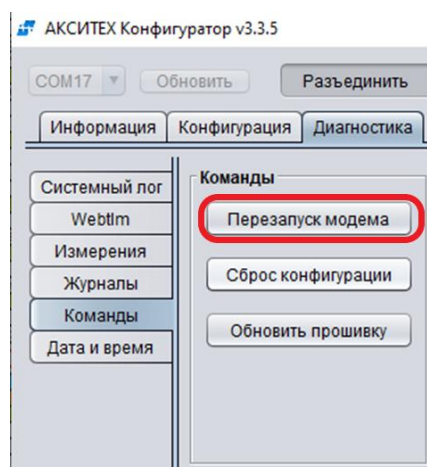 АКСИТЕХ Конфигуратор v3.3.5
COM17 Обновить Разъединить
Информация Конфигурация Диагностика
Системный лог
Webtlm
Измерения
Журналы
Команды
Дата и время
Команды
Перезапуск модема
Сброс конфигурации
Обновить прошивку